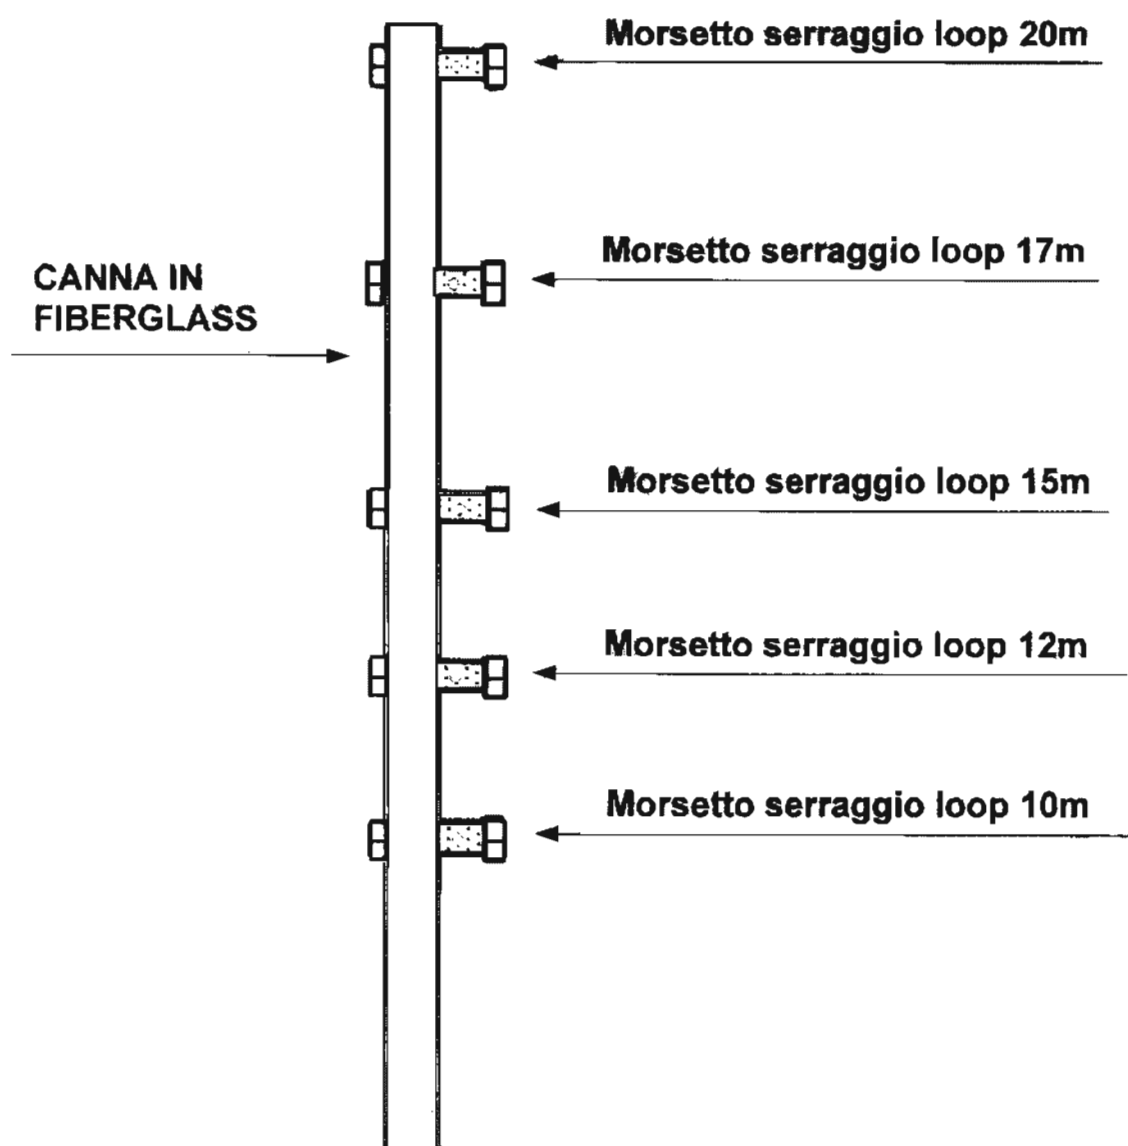 Morsetto serraggio loop 20m
Morsetto serraggio loop 17m
CANNA IN
FIBERGLASS
Morsetto serraggio loop 15m
Morsetto serraggio loop 12m
Morsetto serraggio loop 10m